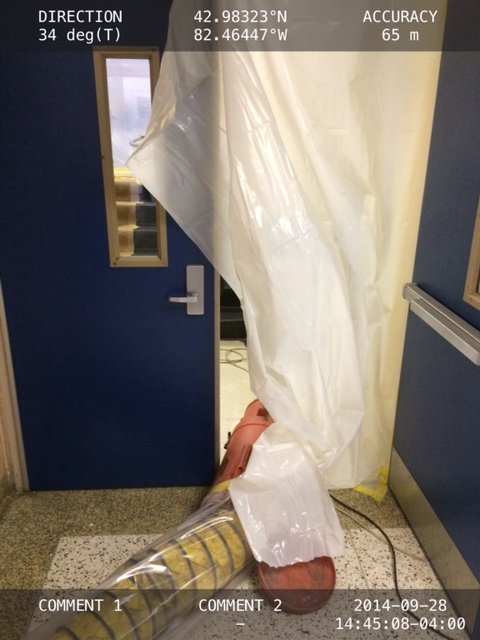 DIRECTION 42.98323°N ACCURACY
34 deg(T) 82.46447°W 65 m
COMMENT 1 COMMENT 2 2014-09-28
– 14:45:08-04:00